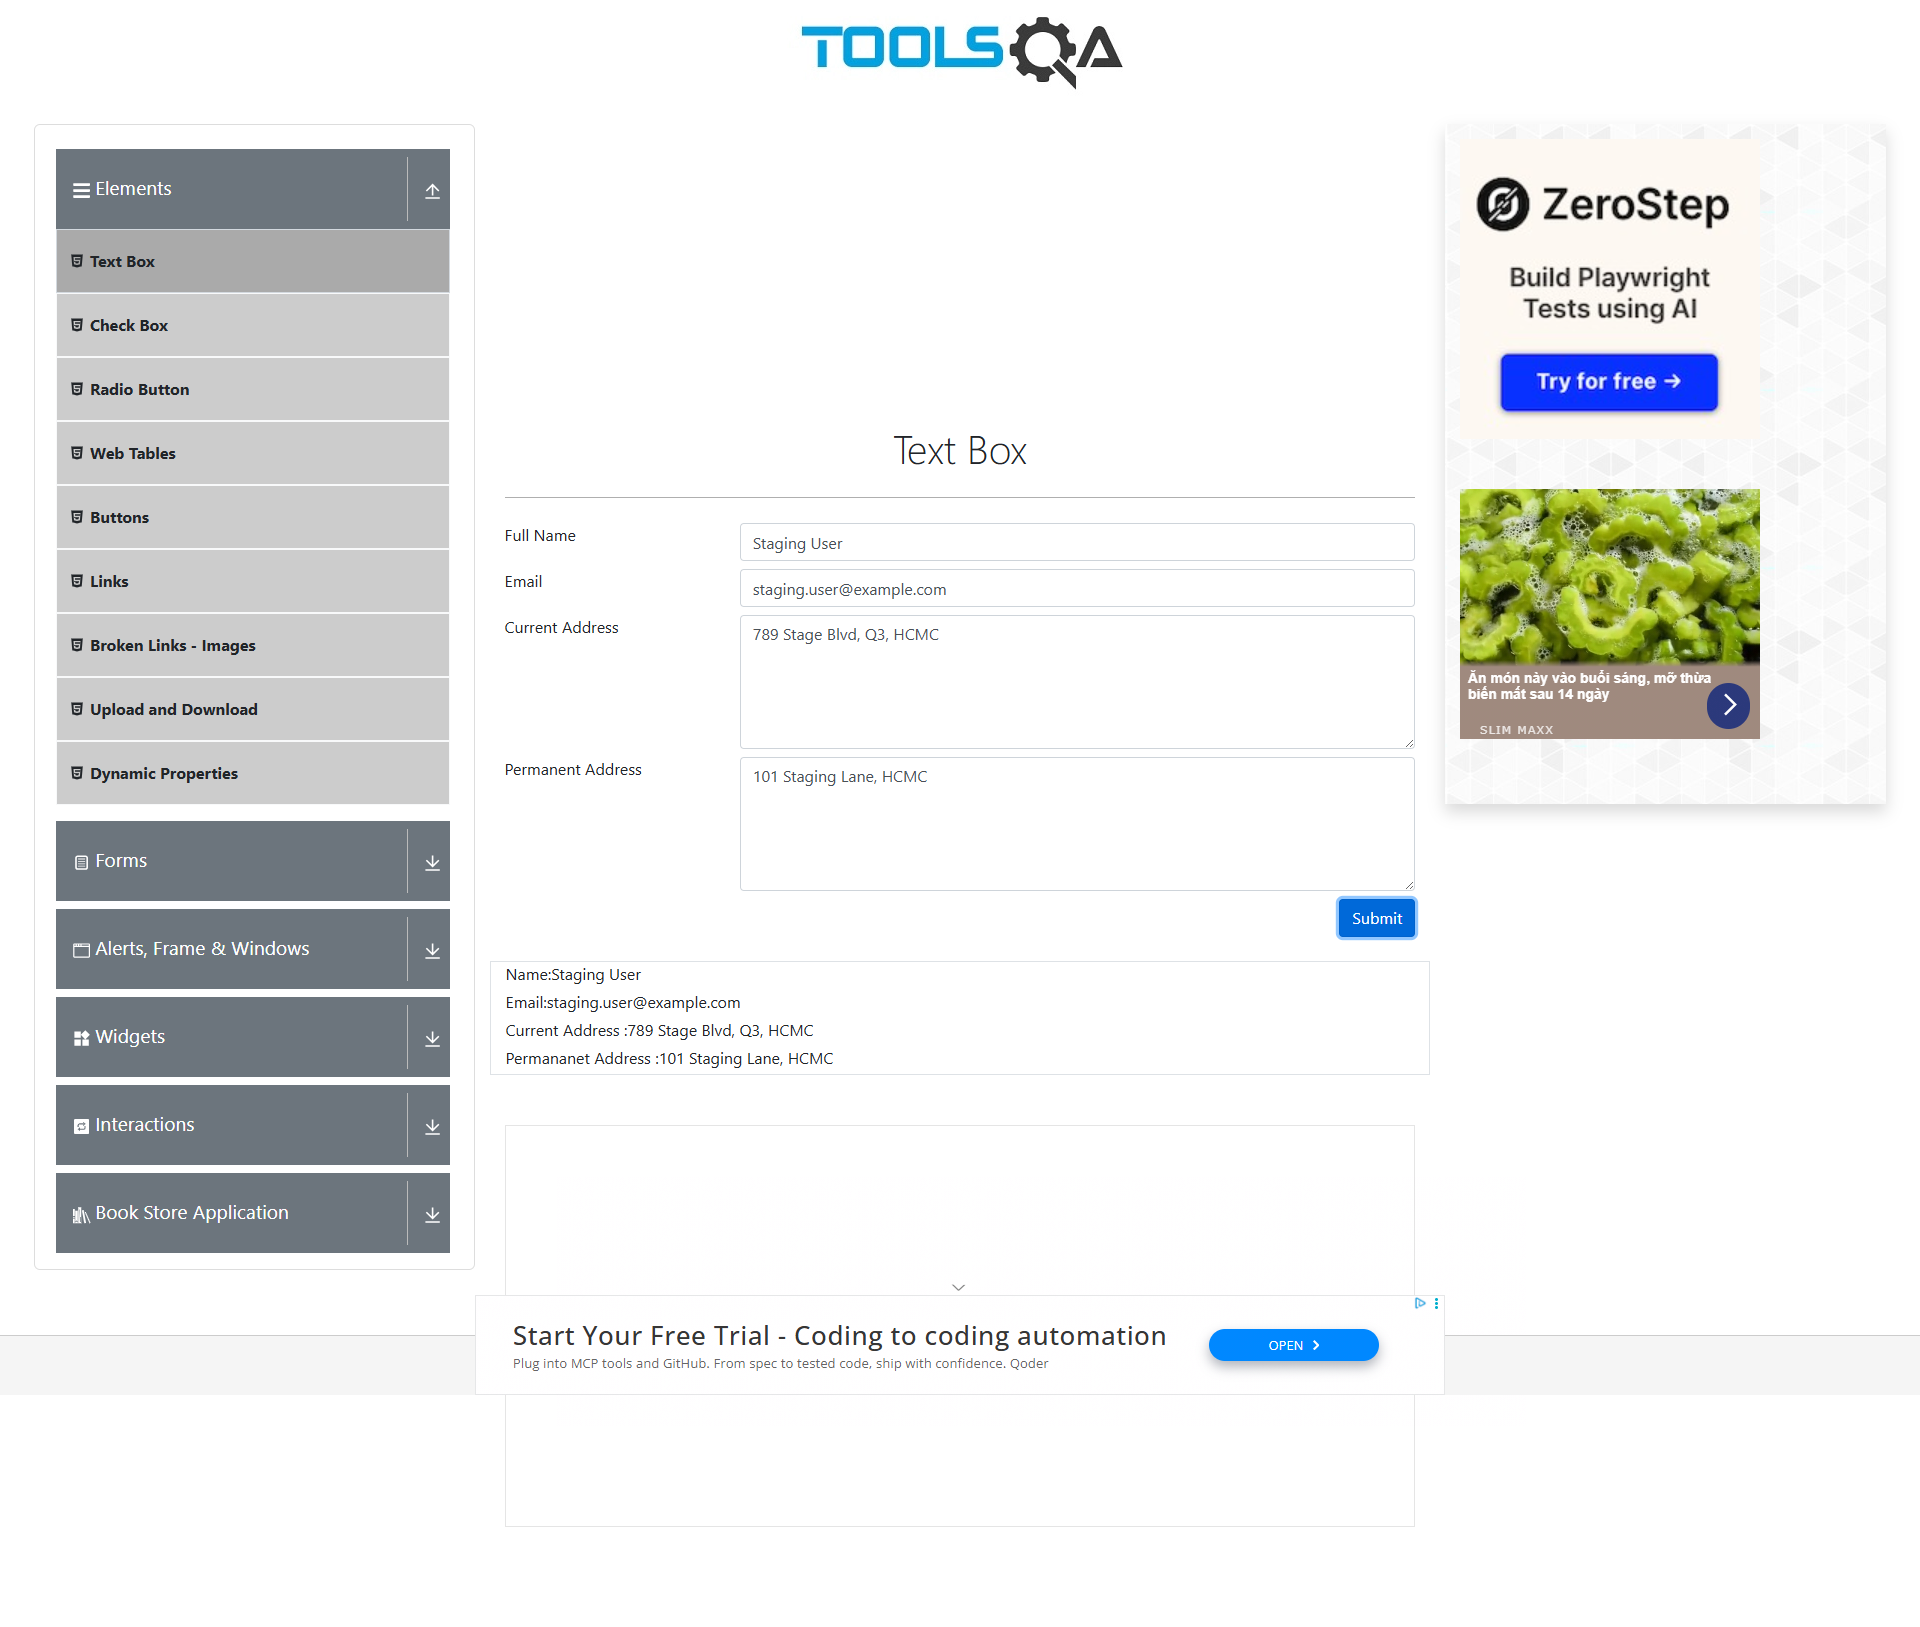 TOOLSQA
Elements
Text Box
Check Box
Radio Button
Web Tables
Buttons
Links
Broken Links - Images
Upload and Download
Dynamic Properties
Forms
Alerts, Frame & Windows
Widgets
Interactions
Book Store Application
Text Box
Full Name
Staging User
Email
staging.user@example.com
Current Address
789 Stage Blvd, Q3, HCMC
Permanent Address
101 Staging Lane, HCMC
Submit
Name:Staging User
Email:staging.user@example.com
Current Address :789 Stage Blvd, Q3, HCMC
Permananet Address :101 Staging Lane, HCMC
ZeroStep
Build Playwright
Tests using AI
Try for free →
Ăn món này vào buổi sáng, mỡ thừa
biến mất sau 14 ngày
SLIM MAXX
Start Your Free Trial - Coding to coding automation
Plug into MCP tools and GitHub. From spec to tested code, ship with confidence. Qoder
OPEN